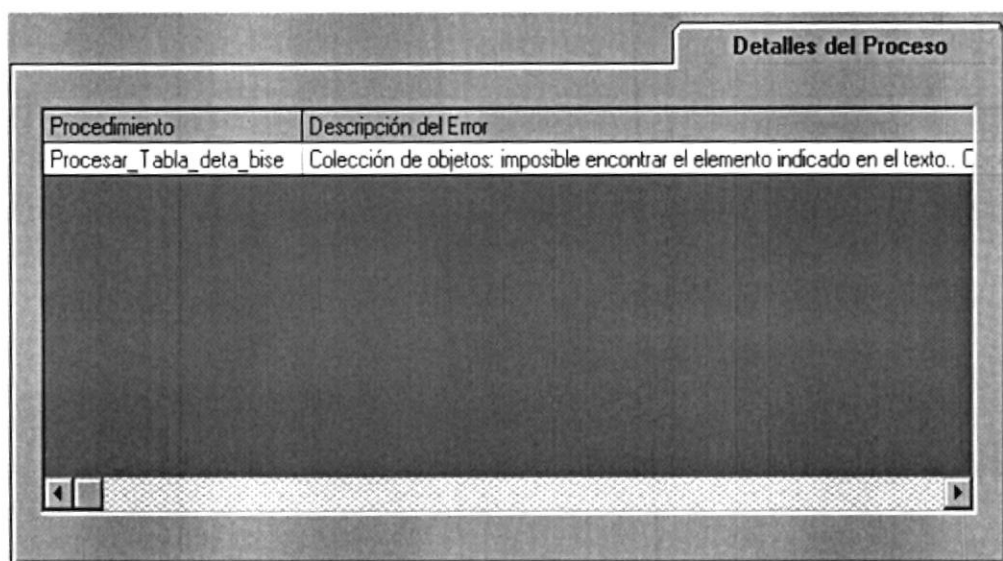 Detalles del Proceso
Procedimiento Descripción del Error
Procesar_Tabla_deta_bise Colección de objetos: imposible encontrar el elemento indicado en el texto.. C